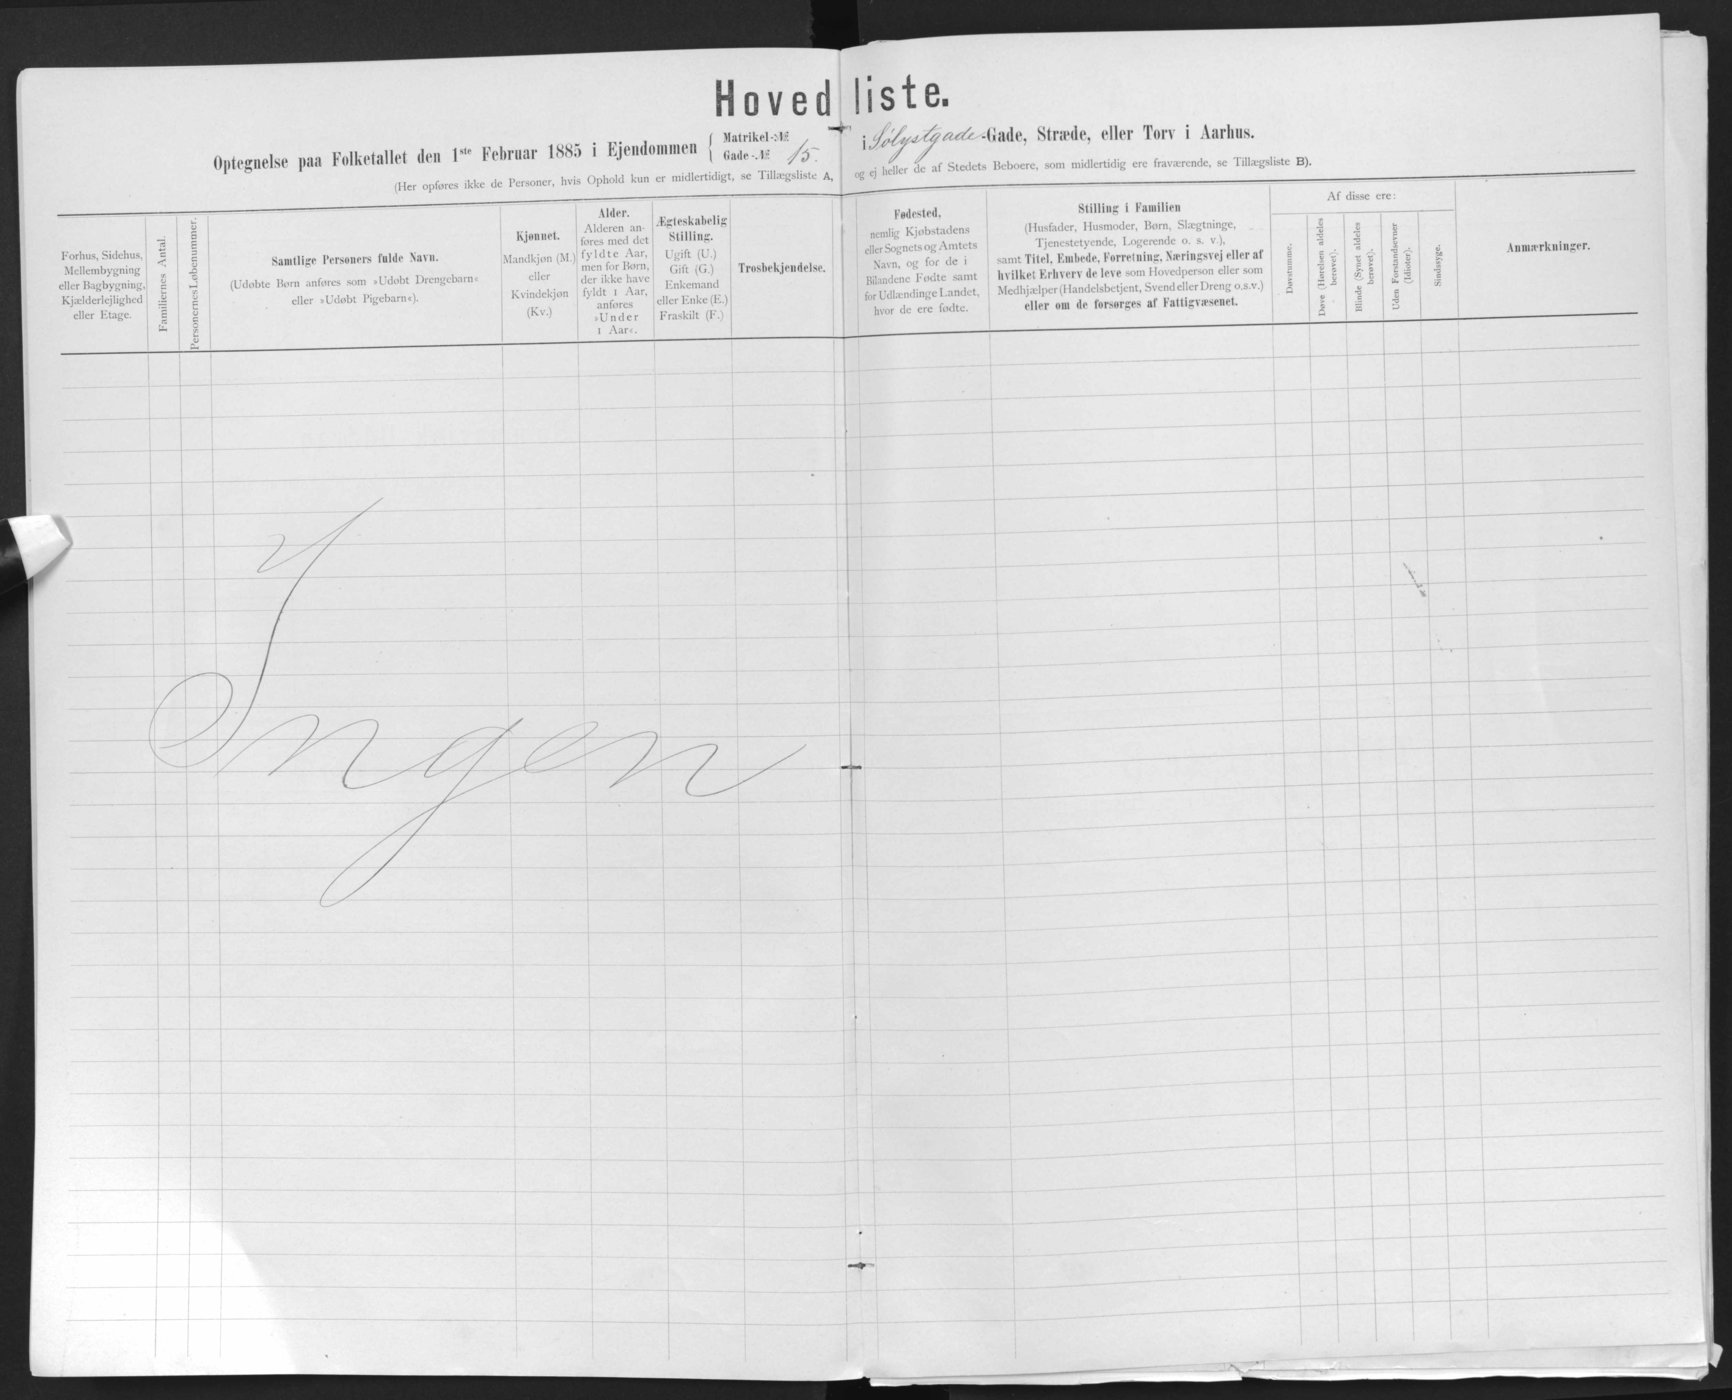 Hovedliste.
Optegnelse paa Folketallet den 1ste Februar 1885 i Ejendommen { Matrikel-№
Gade-№ 15. i Sølystgade-Gade, Stræde, eller Torv i Aarhus.
(Her opføres ikke de Personer, hvis Ophold kun er midlertidigt, se Tillægsliste A, og ej heller de af Stedets Beboere, som midlertidig ere fraværende, se Tillægsliste B).
Forhus, Sidehus,
Mellembygning
eller Bagbygning,
Kjælderlejlighed
eller Etage.
Familiernes Antal.
Personernes Løbenummer.
Samtlige Personers fulde Navn.
(Udøbte Børn anføres som »Udøbt Drengebarn«
eller »Udøbt Pigebarn«).
Kjønnet.
Mandkjøn (M.)
eller
Kvindekjøn
(Kv.)
Alder.
Alderen an-
føres med det
fyldte Aar,
men for Børn,
der ikke have
fyldt 1 Aar,
anføres
»Under
1 Aar«.
Ægteskabelig
Stilling.
Ugift (U.)
Gift (G.)
Enkemand
eller Enke (E.)
Fraskilt (F.)
Trosbekjendelse.
Fødested,
nemlig Kjøbstadens
eller Sognets og Amtets
Navn, og for de i
Bilandene Fødte samt
for Udlændinge Landet,
hvor de ere fødte.
Stilling i Familien
(Husfader, Husmoder, Børn, Slægtninge,
Tjenestetyende, Logerende o. s. v.),
samt Titel, Embede, Forretning, Næringsvej eller af
hvilket Erhverv de leve som Hovedperson eller som
Medhjælper (Handelsbetjent, Svend eller Dreng o.s.v.)
eller om de forsørges af Fattigvæsenet.
Af disse ere:
Døvstumme.
Døve (Hørelsen aldeles
berøvet).
Blinde (Synet aldeles
berøvet).
Uden Forstandsevner
(Idioter).
Sindssyge.
Anmærkninger.
Ingen